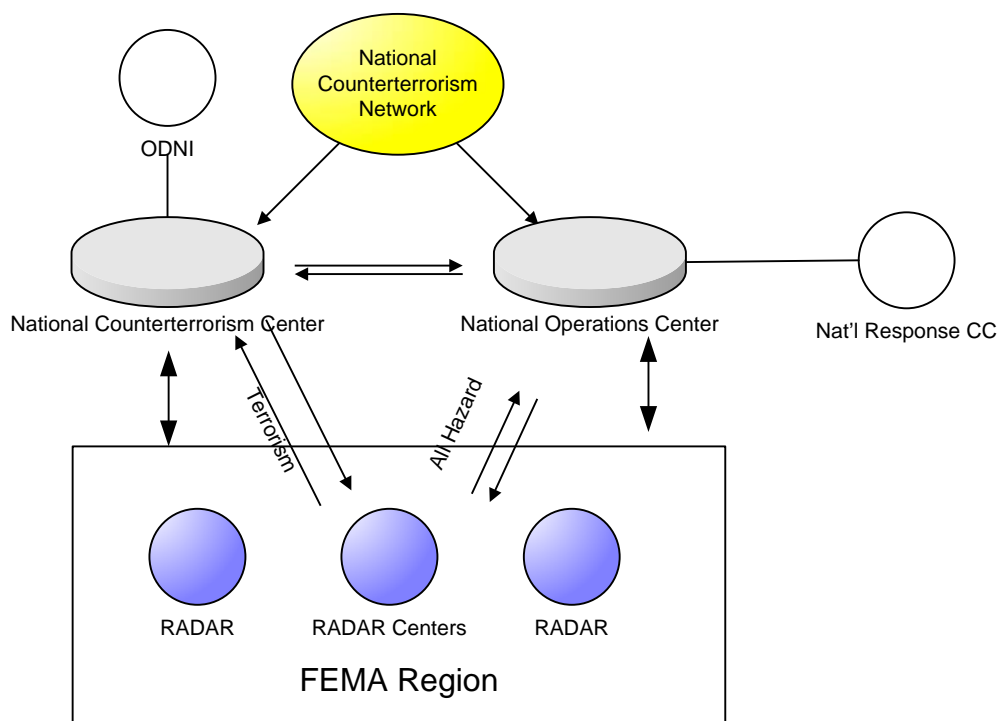 National
Counterterrorism
Network
ODNI
National Counterterrorism Center
National Operations Center
Nat'l Response CC
Terrorism
All Hazard
RADAR
RADAR Centers
RADAR
FEMA Region